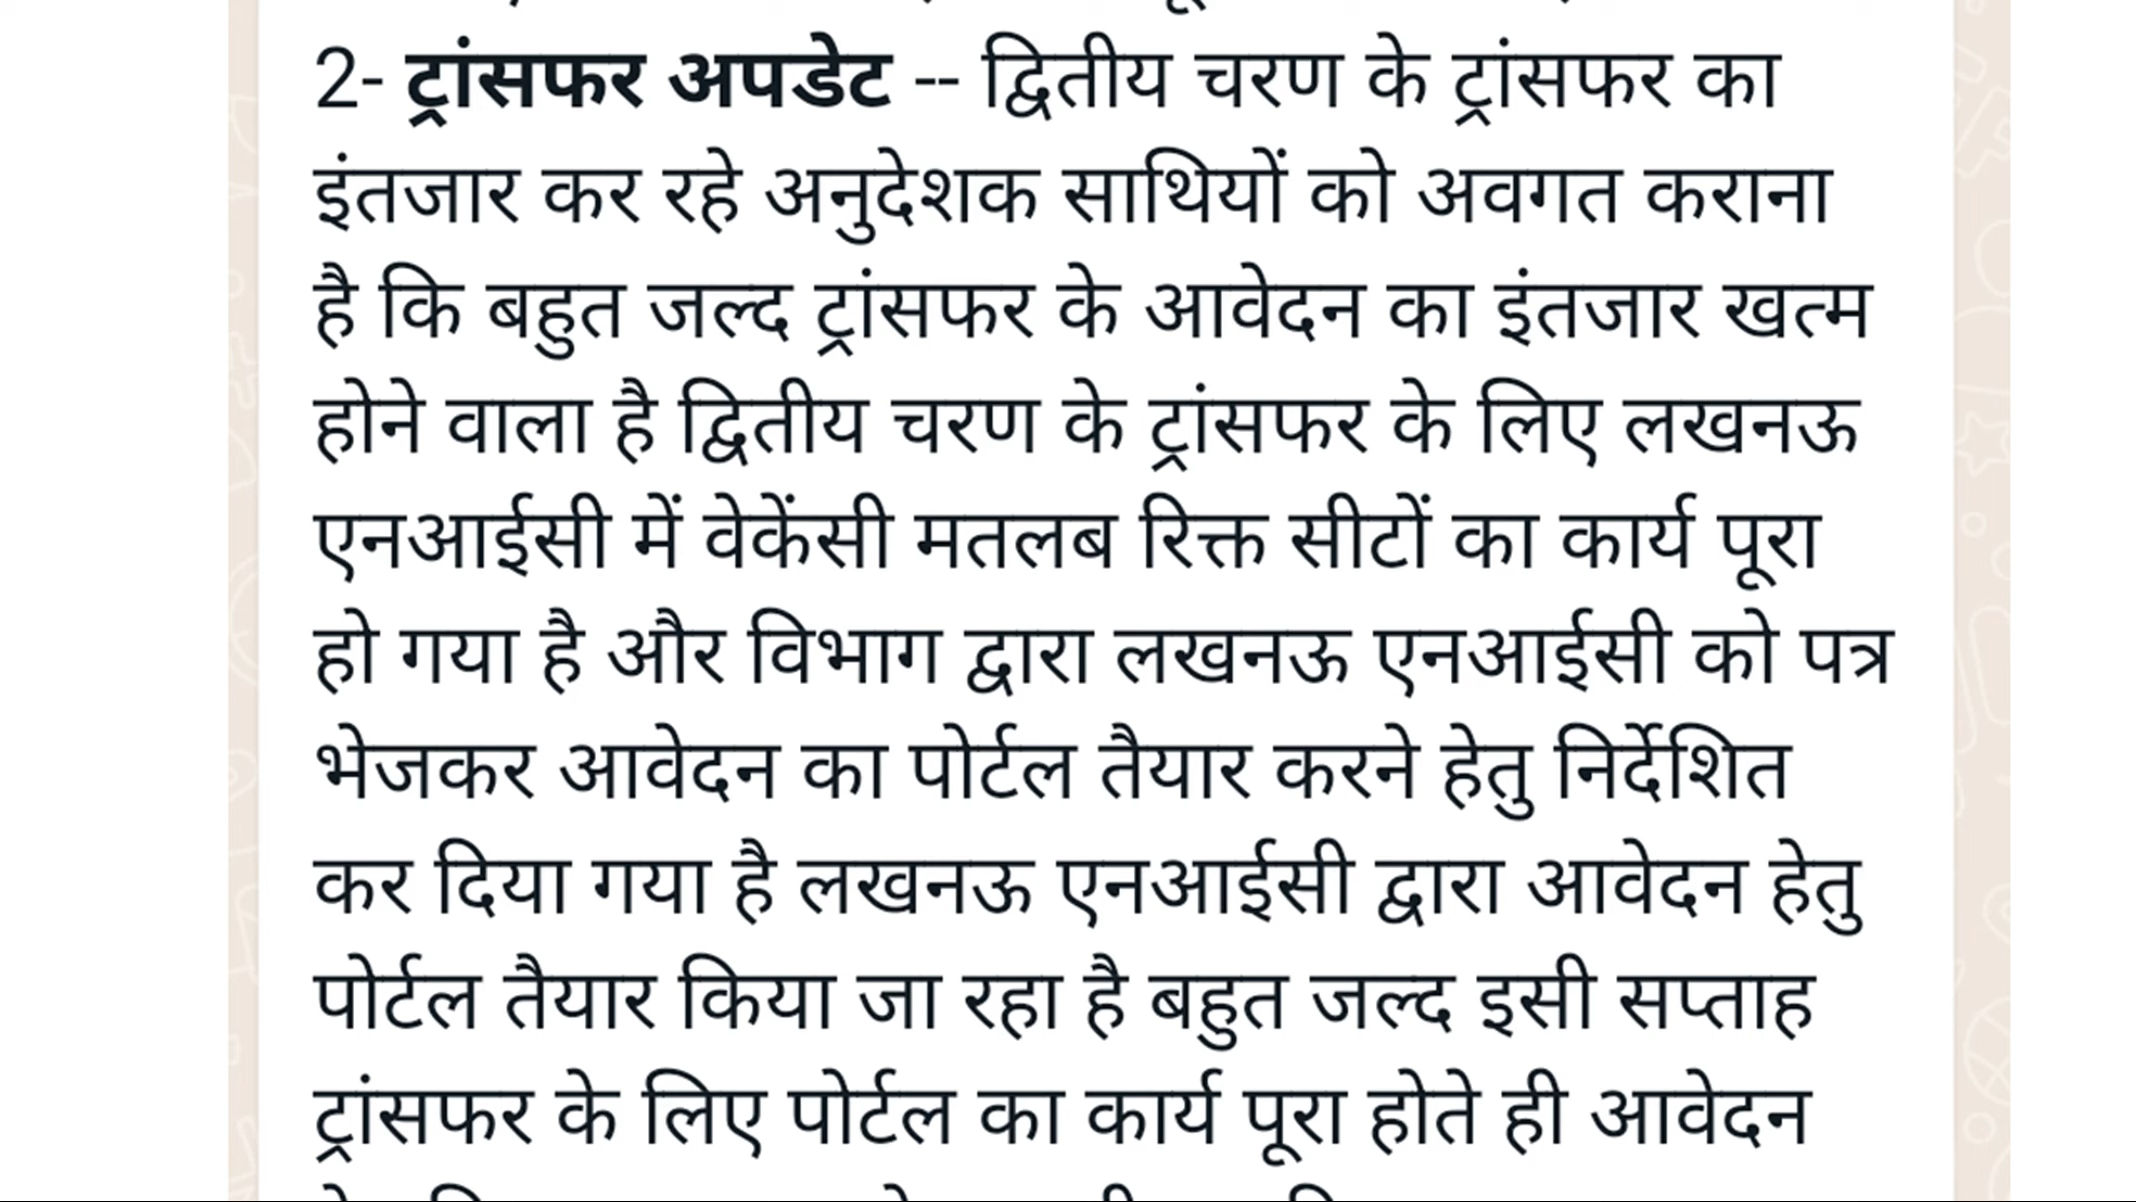 2- ट्रांसफर अपडेट -- द्वितीय चरण के ट्रांसफर का
इंतजार कर रहे अनुदेशक साथियों को अवगत कराना
है कि बहुत जल्द ट्रांसफर के आवेदन का इंतजार खत्म
होने वाला है द्वितीय चरण के ट्रांसफर के लिए लखनऊ
एनआईसी में वेकेंसी मतलब रिक्त सीटों का कार्य पूरा
हो गया है और विभाग द्वारा लखनऊ एनआईसी को पत्र
भेजकर आवेदन का पोर्टल तैयार करने हेतु निर्देशित
कर दिया गया है लखनऊ एनआईसी द्वारा आवेदन हेतु
पोर्टल तैयार किया जा रहा है बहुत जल्द इसी सप्ताह
ट्रांसफर के लिए पोर्टल का कार्य पूरा होते ही आवेदन